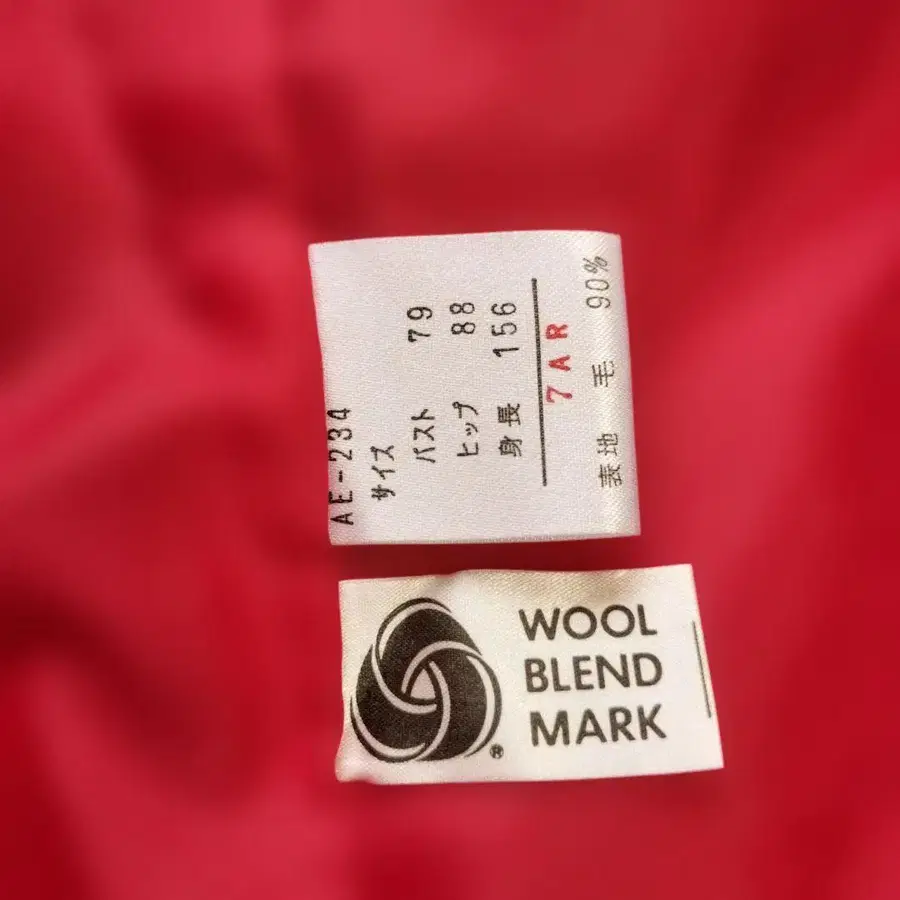 AE-234
サイズ
バスト 79
ヒップ 88
身長 156
7AR
表地 毛 90%
WOOL
BLEND
MARK
®